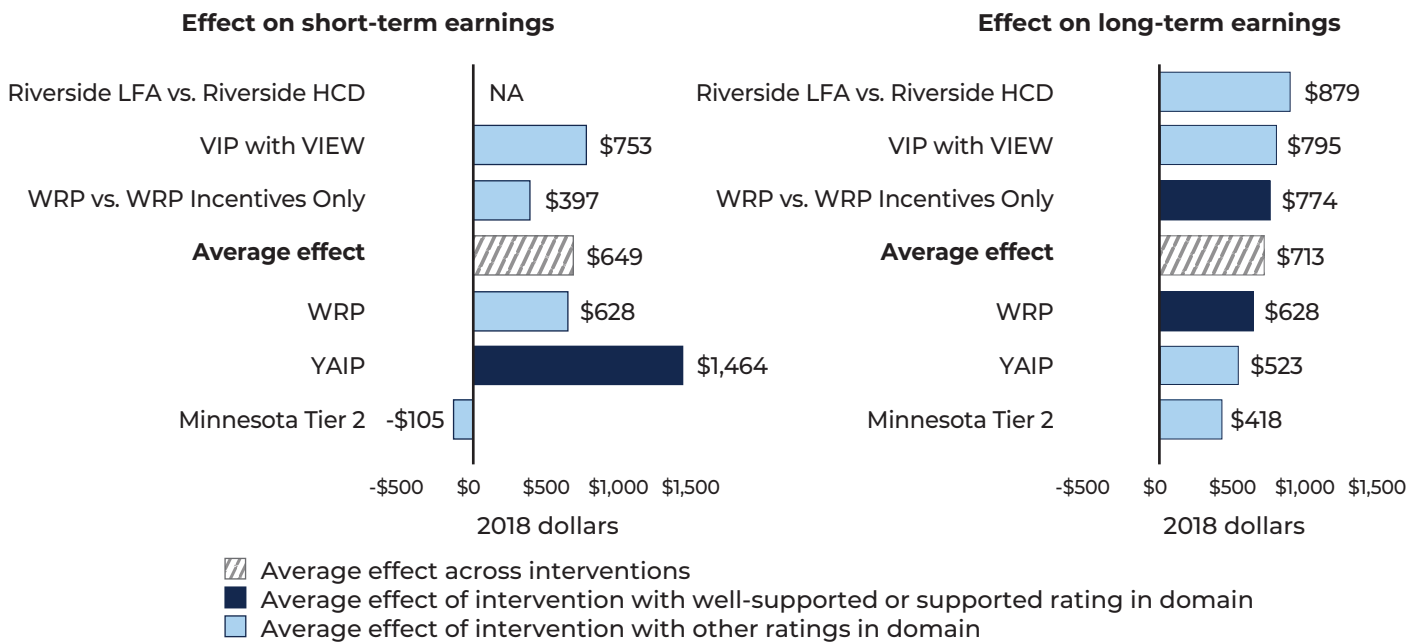 Effect on short-term earnings
Riverside LFA vs. Riverside HCD NA
VIP with VIEW $753
WRP vs. WRP Incentives Only $397
Average effect $649
WRP $628
YAIP $1,464
Minnesota Tier 2 -$105
-$500 $0 $500 $1,000 $1,500
2018 dollars
Effect on long-term earnings
Riverside LFA vs. Riverside HCD $879
VIP with VIEW $795
WRP vs. WRP Incentives Only $774
Average effect $713
WRP $628
YAIP $523
Minnesota Tier 2 $418
-$500 $0 $500 $1,000 $1,500
2018 dollars
Average effect across interventions
Average effect of intervention with well-supported or supported rating in domain
Average effect of intervention with other ratings in domain